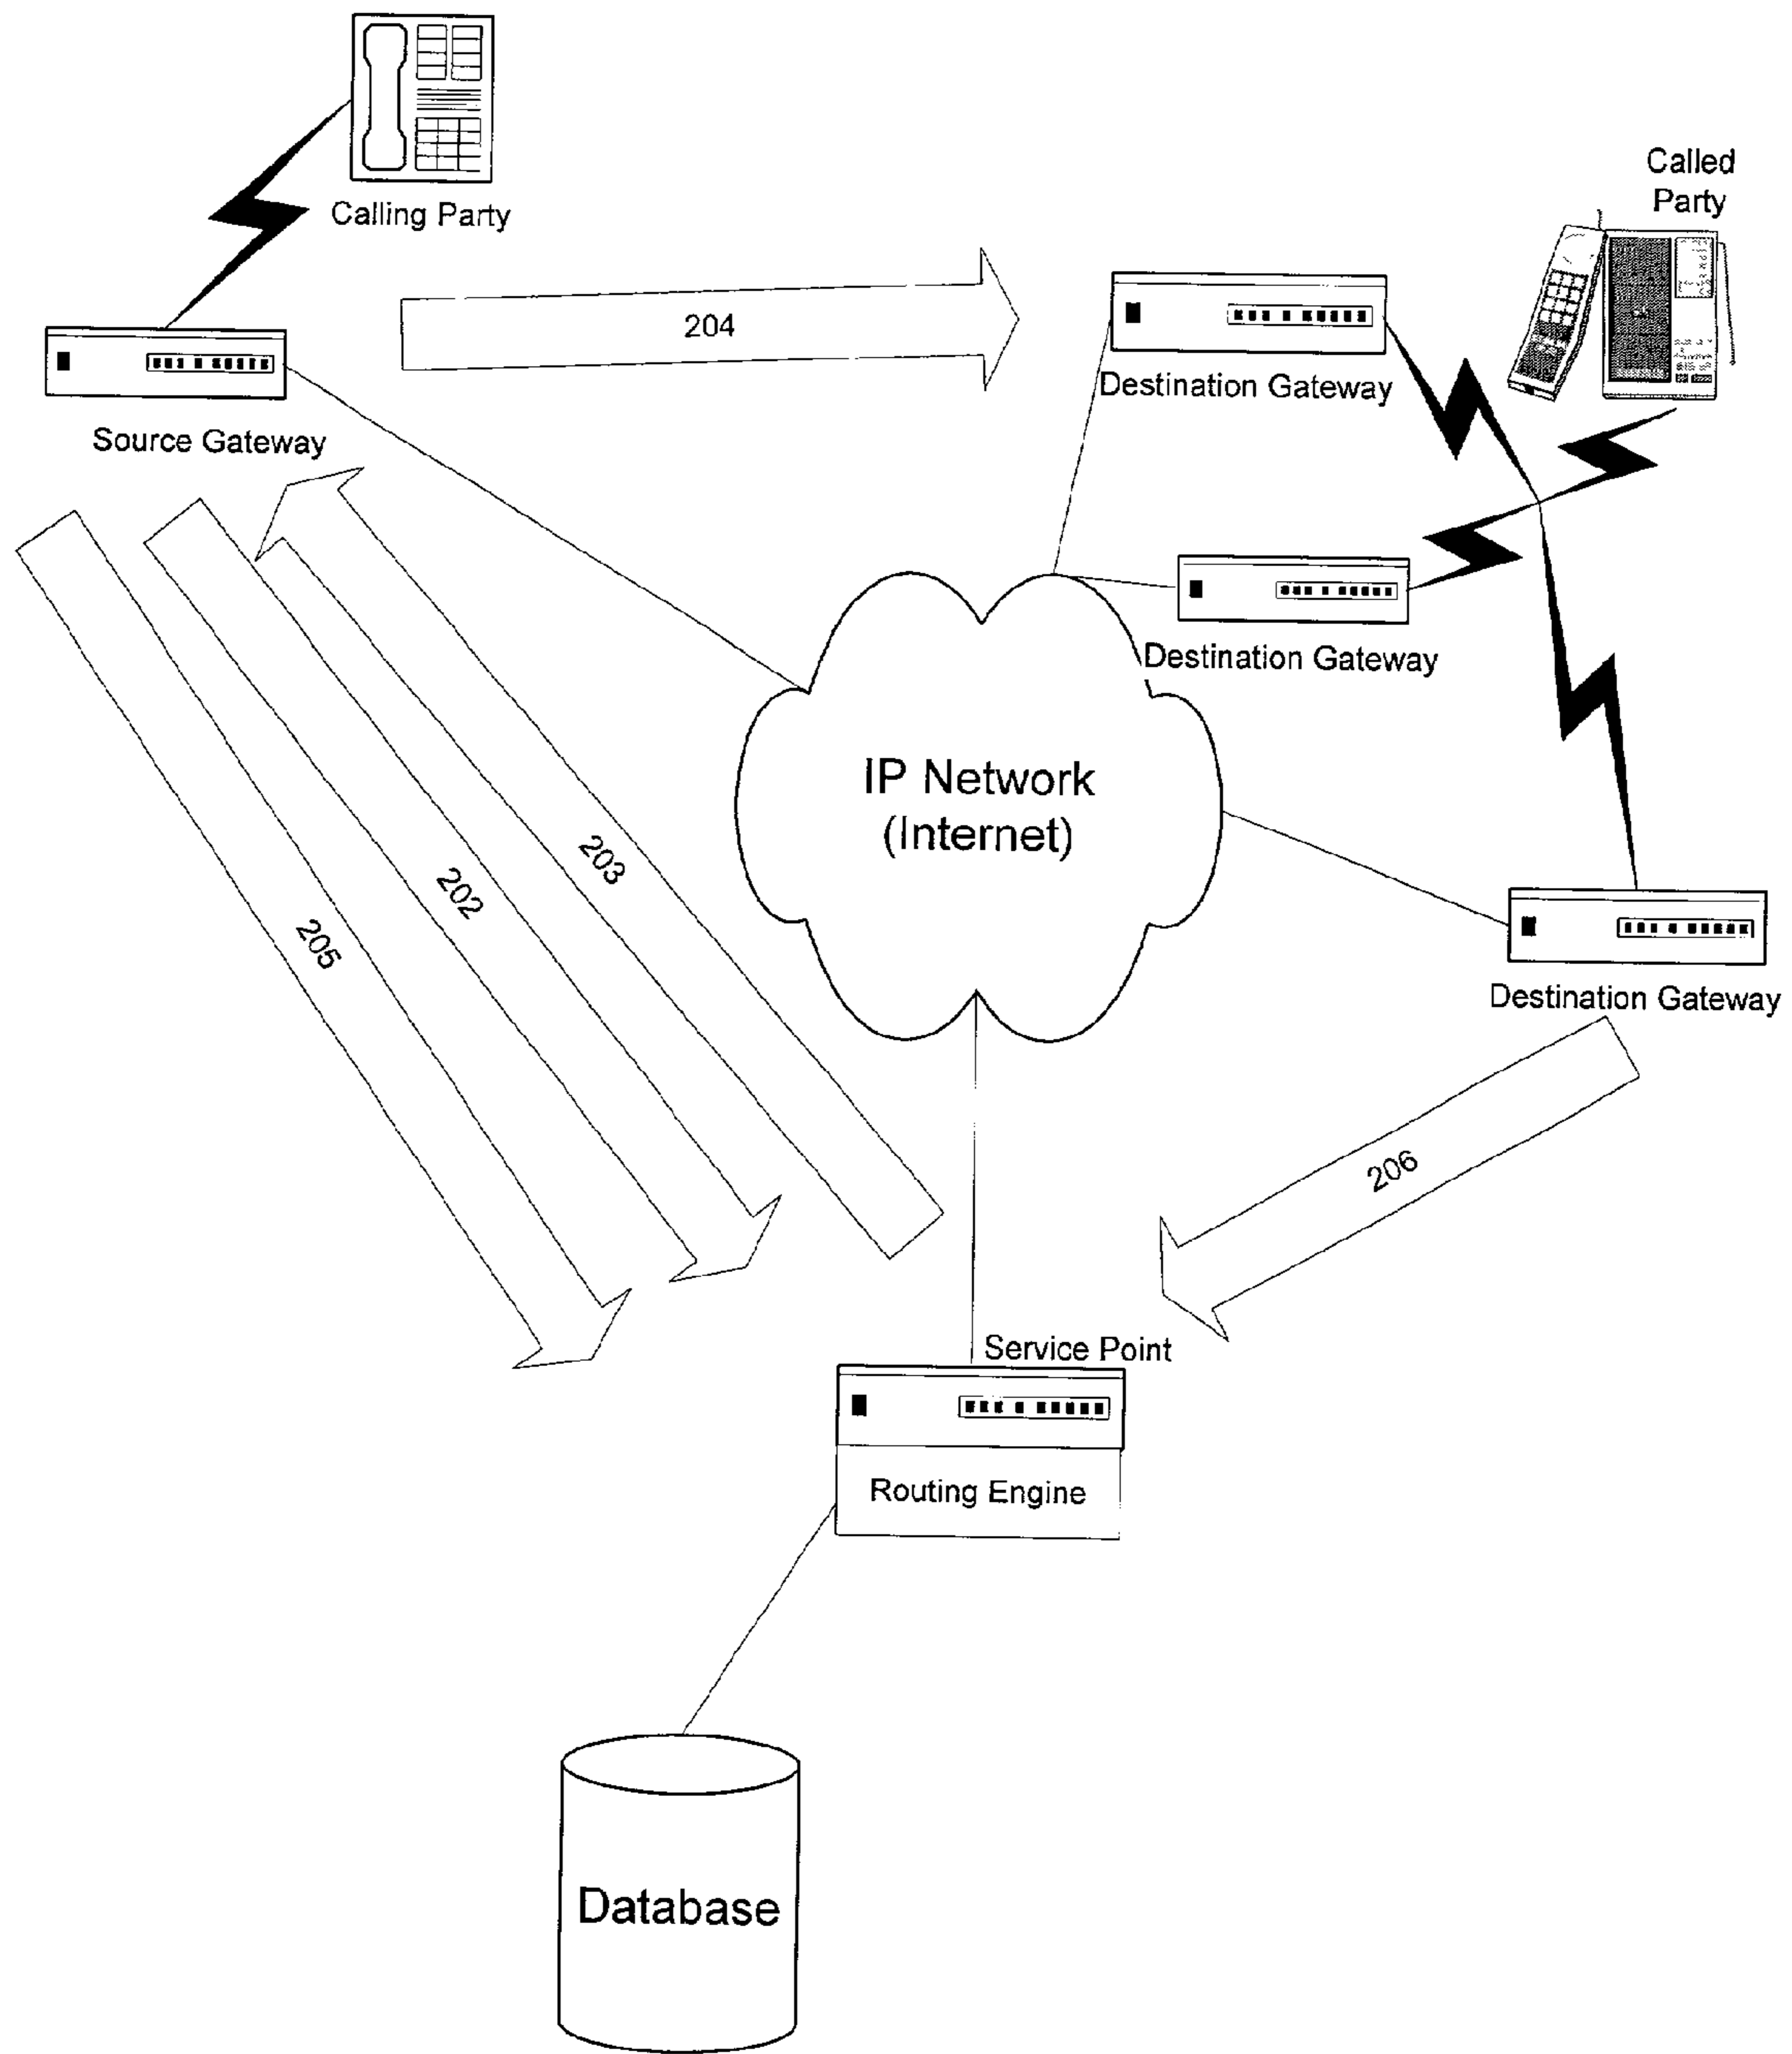 Calling Party
Called
Party
204
Destination Gateway
Source Gateway
Destination Gateway
IP Network
(Internet)
203
202
205
Destination Gateway
206
Service Point
Routing Engine
Database